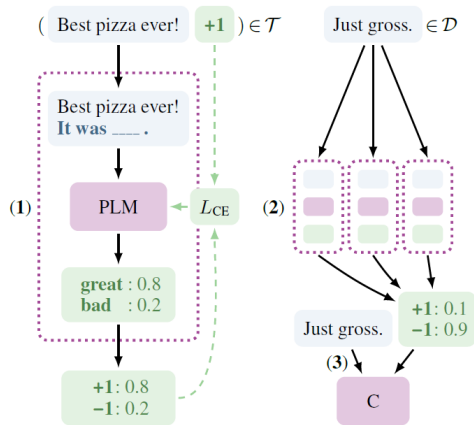 ( Best pizza ever! +1 ) ∈ 𝒯
Best pizza ever!
It was ____ .
(1)
PLM
L_CE
great : 0.8
bad : 0.2
+1: 0.8
−1: 0.2
Just gross. ∈ 𝒟
(2)
+1: 0.1
−1: 0.9
Just gross.
(3)
C